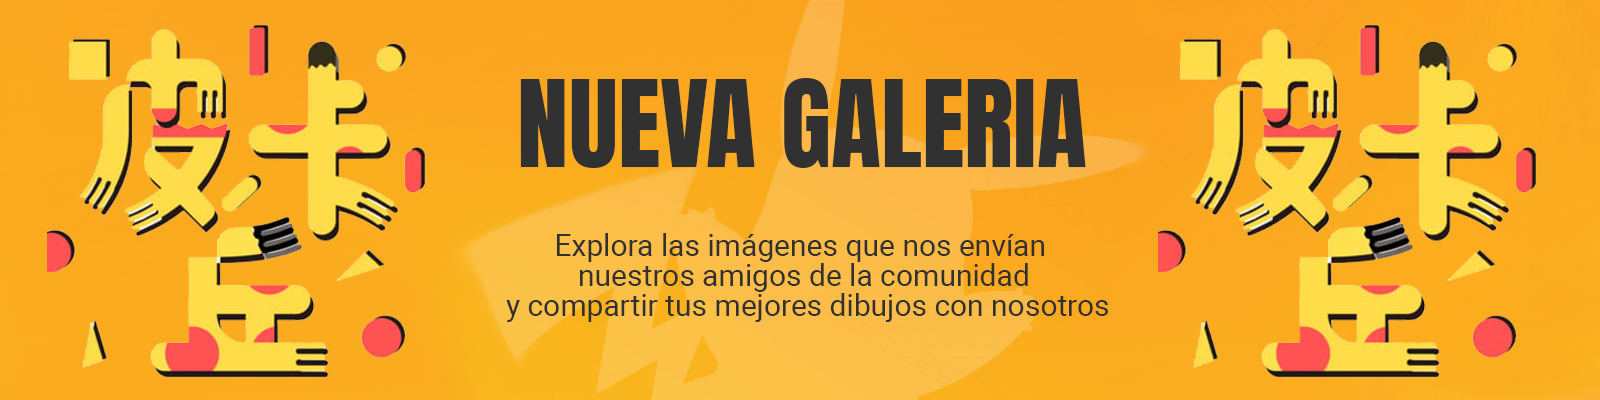 皮卡
丘
NUEVA GALERIA
Explora las imágenes que nos envían
nuestros amigos de la comunidad
y compartir tus mejores dibujos con nosotros
皮卡
丘